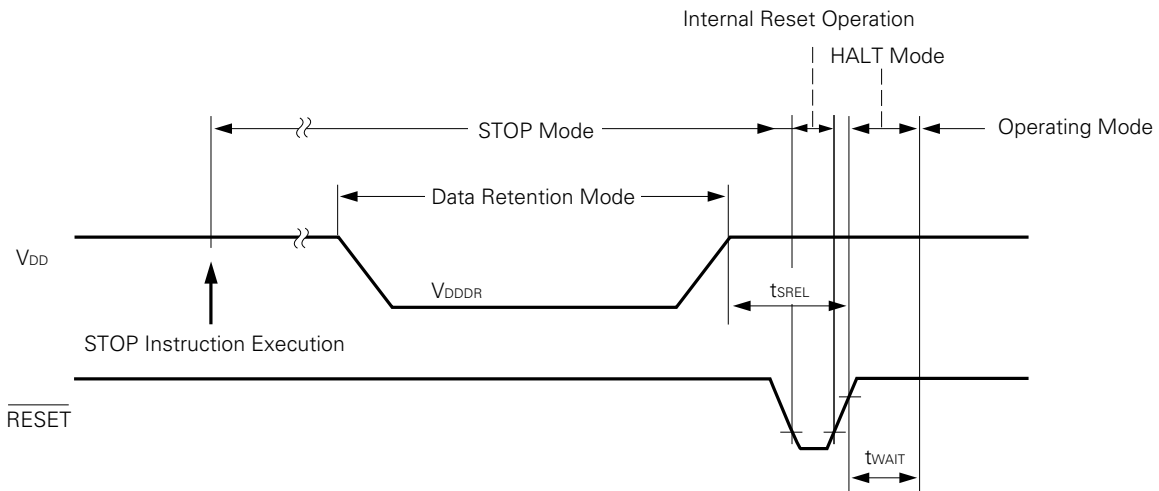 Internal Reset Operation
HALT Mode
STOP Mode
Operating Mode
Data Retention Mode
VDD
VDDDR
tSREL
STOP Instruction Execution
RESET
tWAIT